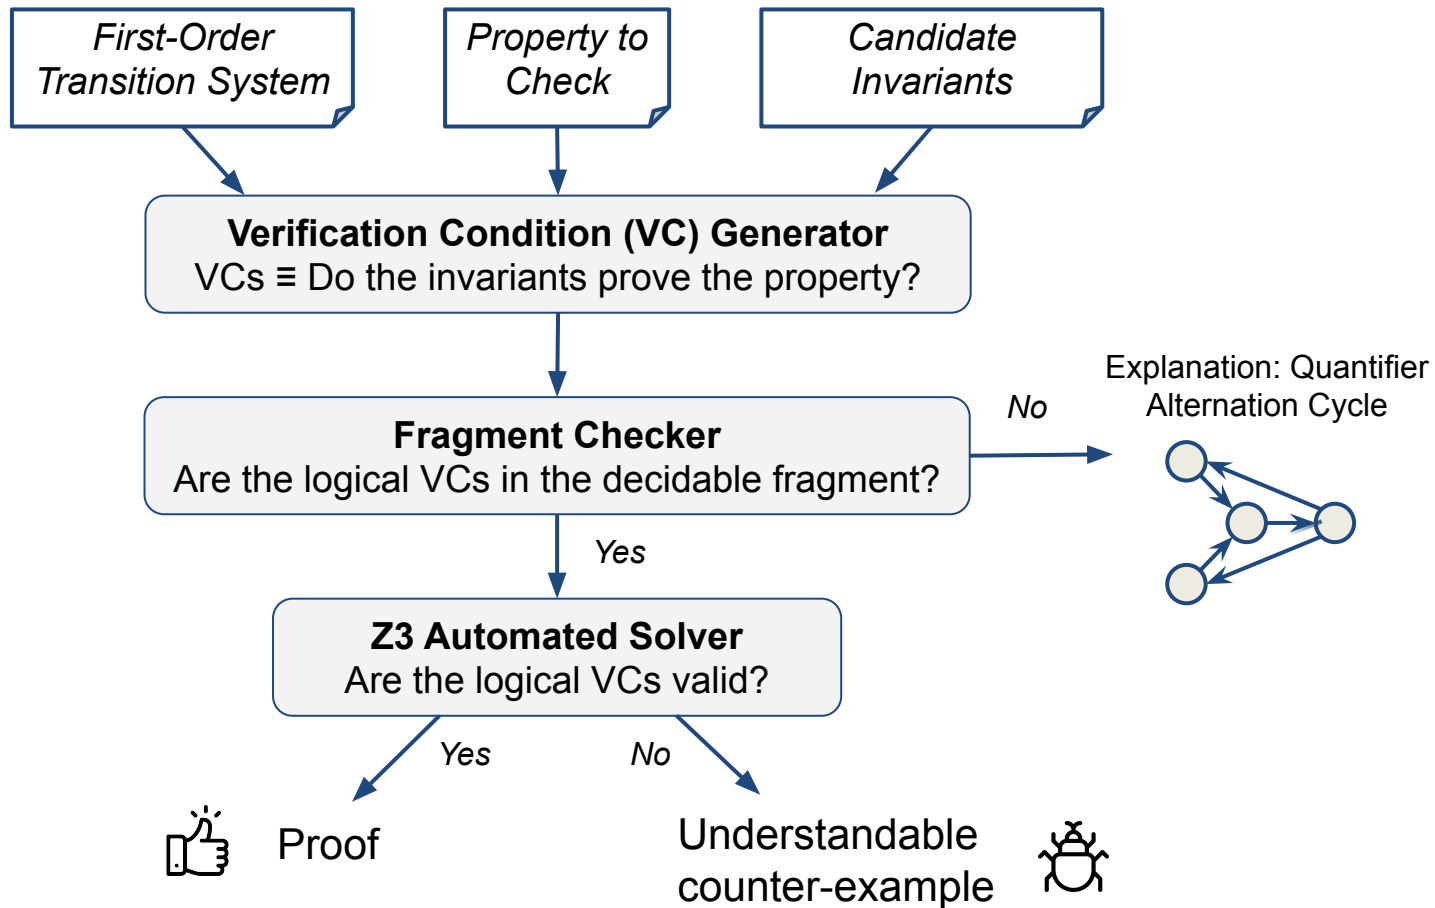 First-Order
Transition System
Property to
Check
Candidate
Invariants
Verification Condition (VC) Generator
VCs ≡ Do the invariants prove the property?
Explanation: Quantifier
Alternation Cycle
No
Fragment Checker
Are the logical VCs in the decidable fragment?
Yes
Z3 Automated Solver
Are the logical VCs valid?
Yes
No
Proof
Understandable
counter-example